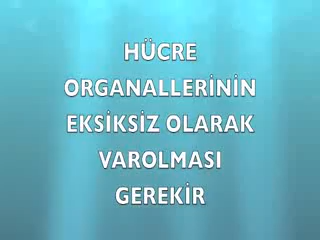 HÜCRE
ORGANALLERİNİN
EKSİKSİZ OLARAK
VAROLMASI
GEREKİR